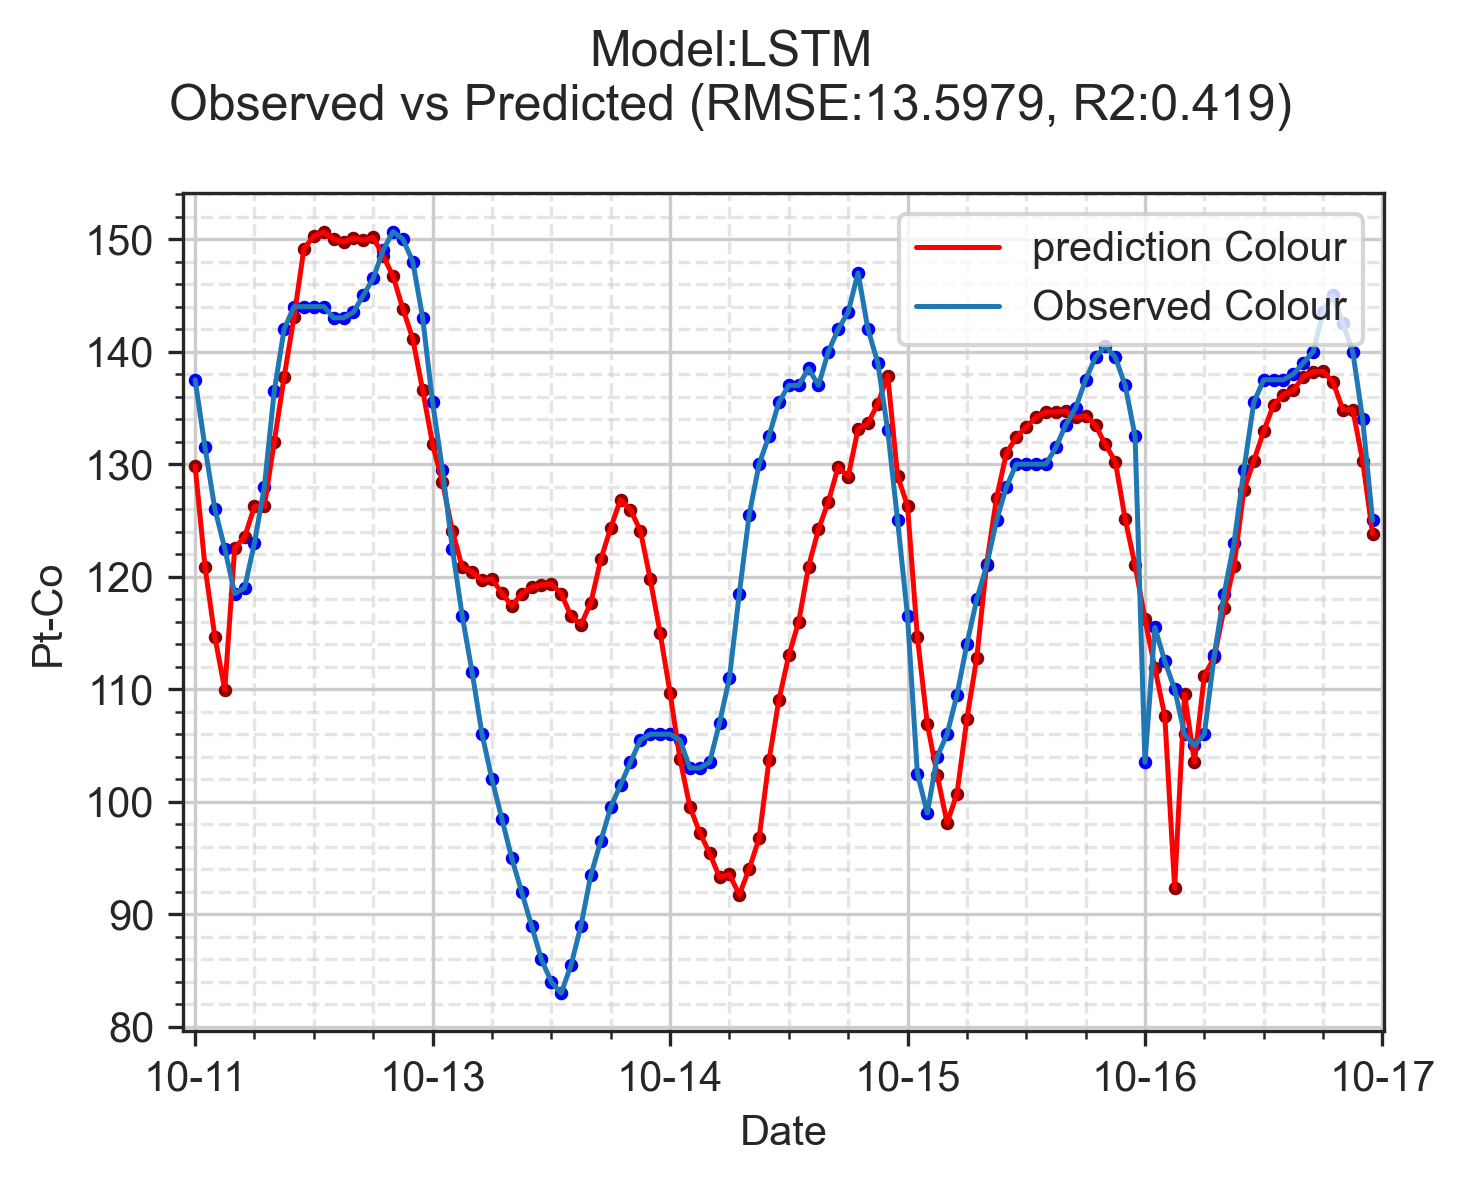 Model:LSTM
Observed vs Predicted (RMSE:13.5979, R2:0.419)
prediction Colour
Observed Colour
150
140
130
120
110
100
90
80
Pt-Co
10-11 10-13 10-14 10-15 10-16 10-17
Date